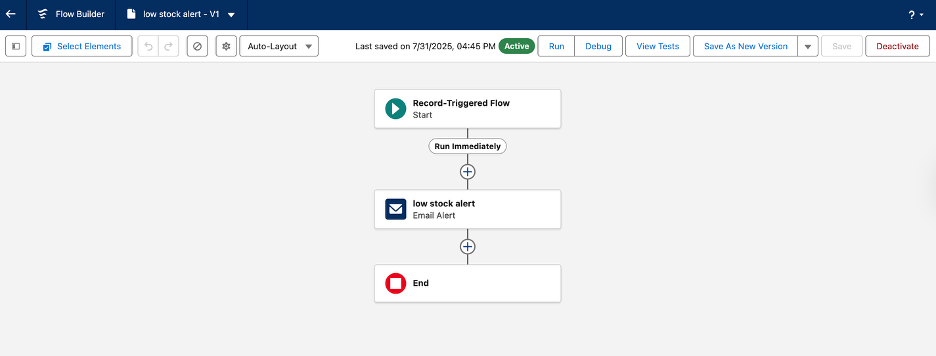 Flow Builder
low stock alert - V1
?
Select Elements
Auto-Layout
Last saved on 7/31/2025, 04:45 PM
Active
Run
Debug
View Tests
Save As New Version
Save
Deactivate
Record-Triggered Flow
Start
Run Immediately
low stock alert
Email Alert
End